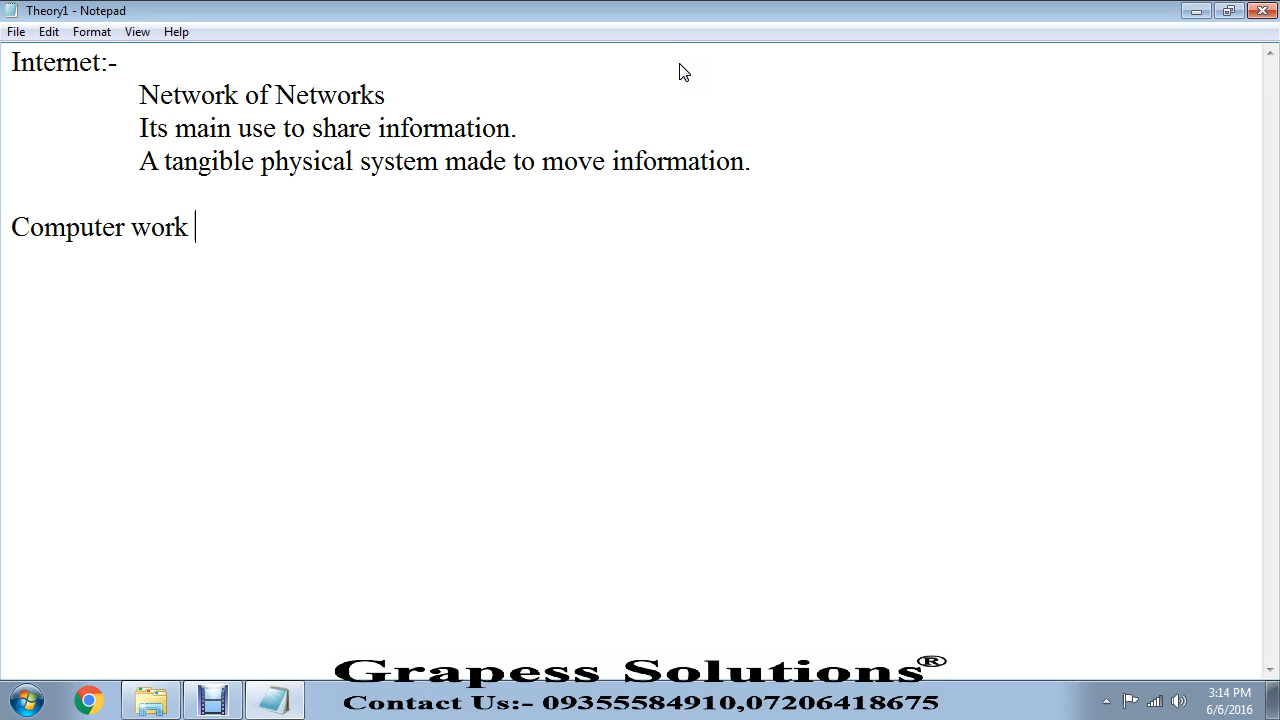 Theory1 - Notepad
File Edit Format View Help
Internet:-
Network of Networks
Its main use to share information.
A tangible physical system made to move information.
Computer work
Grapess Solutions®
Contact Us:- 09355584910,07206418675
3:14 PM
6/6/2016